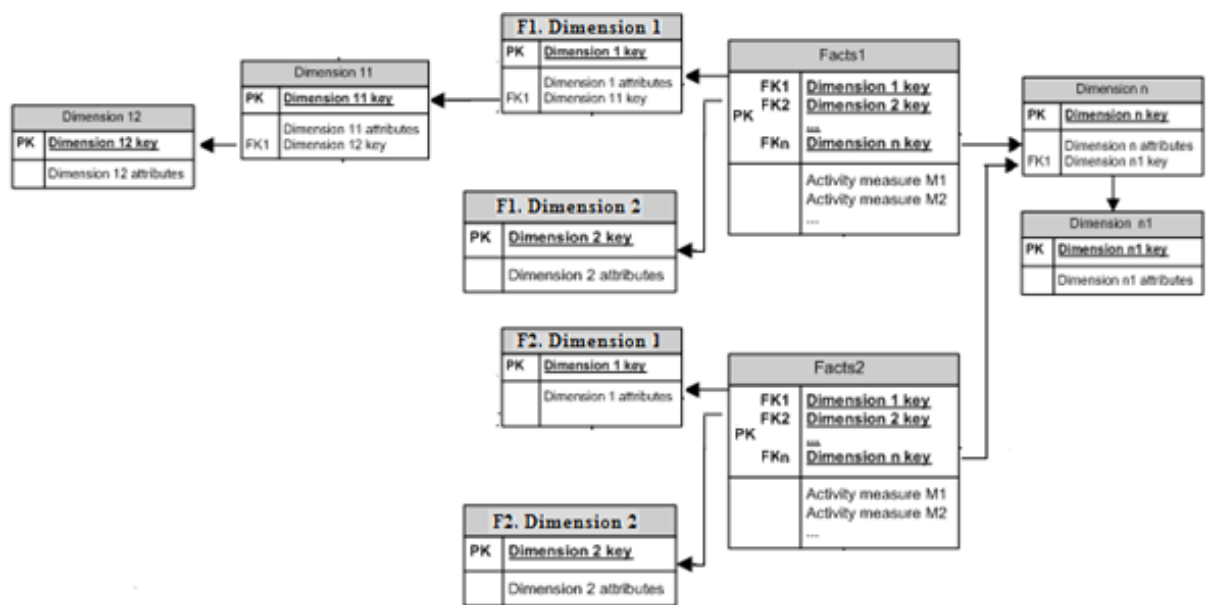 F1. Dimension 1
PK Dimension 1 key
Dimension 1 attributes
FK1 Dimension 11 key
Dimension 11
PK Dimension 11 key
Dimension 11 attributes
FK1 Dimension 12 key
Dimension 12
PK Dimension 12 key
Dimension 12 attributes
Facts1
FK1 Dimension 1 key
FK2 Dimension 2 key
PK ...
FKn Dimension n key
Activity measure M1
Activity measure M2
...
Dimension n
PK Dimension n key
Dimension n attributes
FK1 Dimension n1 key
Dimension n1
PK Dimension n1 key
Dimension n1 attributes
F1. Dimension 2
PK Dimension 2 key
Dimension 2 attributes
F2. Dimension 1
PK Dimension 1 key
Dimension 1 attributes
Facts2
FK1 Dimension 1 key
FK2 Dimension 2 key
PK ...
FKn Dimension n key
Activity measure M1
Activity measure M2
...
F2. Dimension 2
PK Dimension 2 key
Dimension 2 attributes